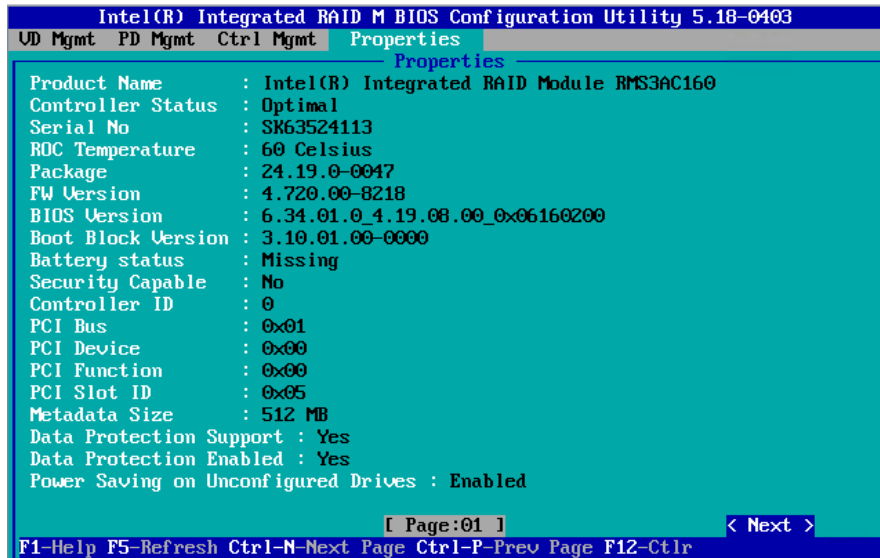 Intel(R) Integrated RAID M BIOS Configuration Utility 5.18-0403
VD Mgmt PD Mgmt Ctrl Mgmt Properties
Properties
Product Name : Intel(R) Integrated RAID Module RMS3AC160
Controller Status : Optimal
Serial No : SK63524113
ROC Temperature : 60 Celsius
Package : 24.19.0-0047
FW Version : 4.720.00-8218
BIOS Version : 6.34.01.0_4.19.08.00_0x06160200
Boot Block Version : 3.10.01.00-0000
Battery status : Missing
Security Capable : No
Controller ID : 0
PCI Bus : 0x01
PCI Device : 0x00
PCI Function : 0x00
PCI Slot ID : 0x05
Metadata Size : 512 MB
Data Protection Support : Yes
Data Protection Enabled : Yes
Power Saving on Unconfigured Drives : Enabled
[ Page:01 ] < Next >
F1-Help F5-Refresh Ctrl-N-Next Page Ctrl-P-Prev Page F12-Ctlr